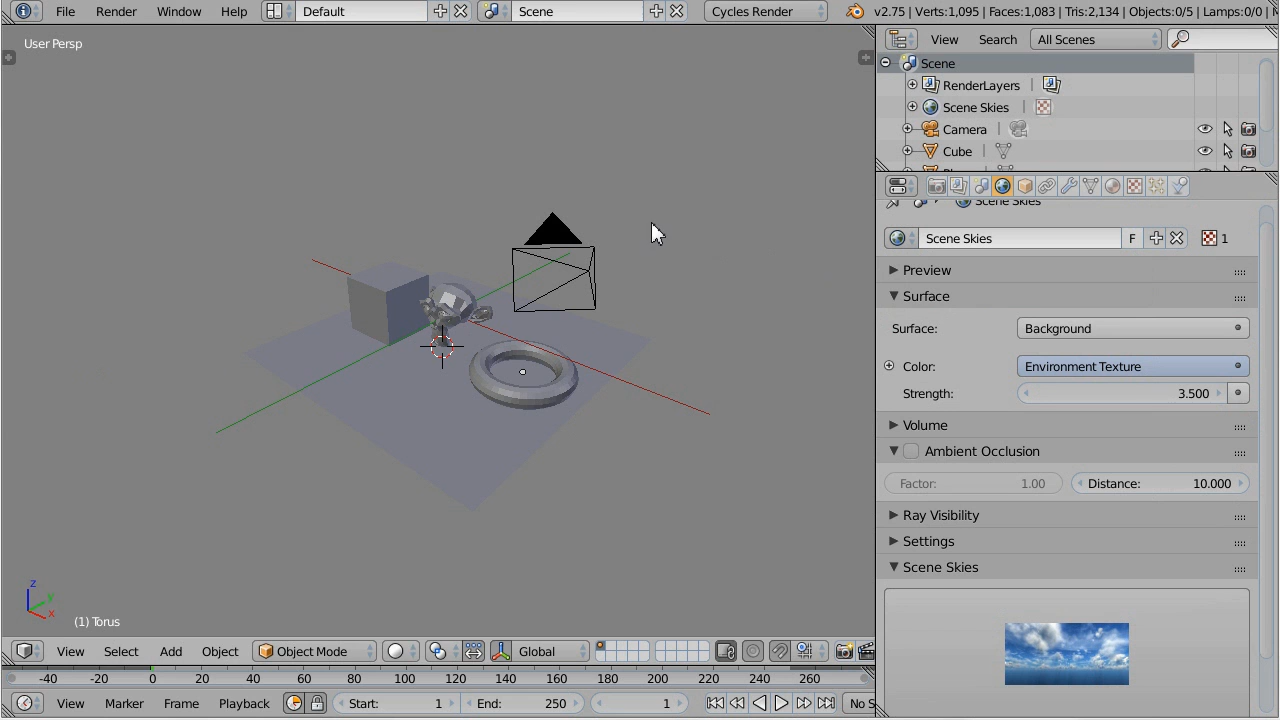 File Render Window Help Default Scene Cycles Render v2.75 | Verts:1,095 | Faces:1,083 | Tris:2,134 | Objects:0/5 | Lamps:0/0 |
User Persp
View Search All Scenes
Scene
RenderLayers |
Scene Skies |
Camera |
Cube |
Scene Skies
Scene Skies F 1
Preview
Surface
Surface: Background
Color: Environment Texture
Strength: 3.500
Volume
Ambient Occlusion
Factor: 1.00 Distance: 10.000
Ray Visibility
Settings
Scene Skies
z
y
x
(1) Torus
View Select Add Object Object Mode Global
-40 -20 0 20 40 60 80 100 120 140 160 180 200 220 240 260
View Marker Frame Playback Start: 1 End: 250 1 No S